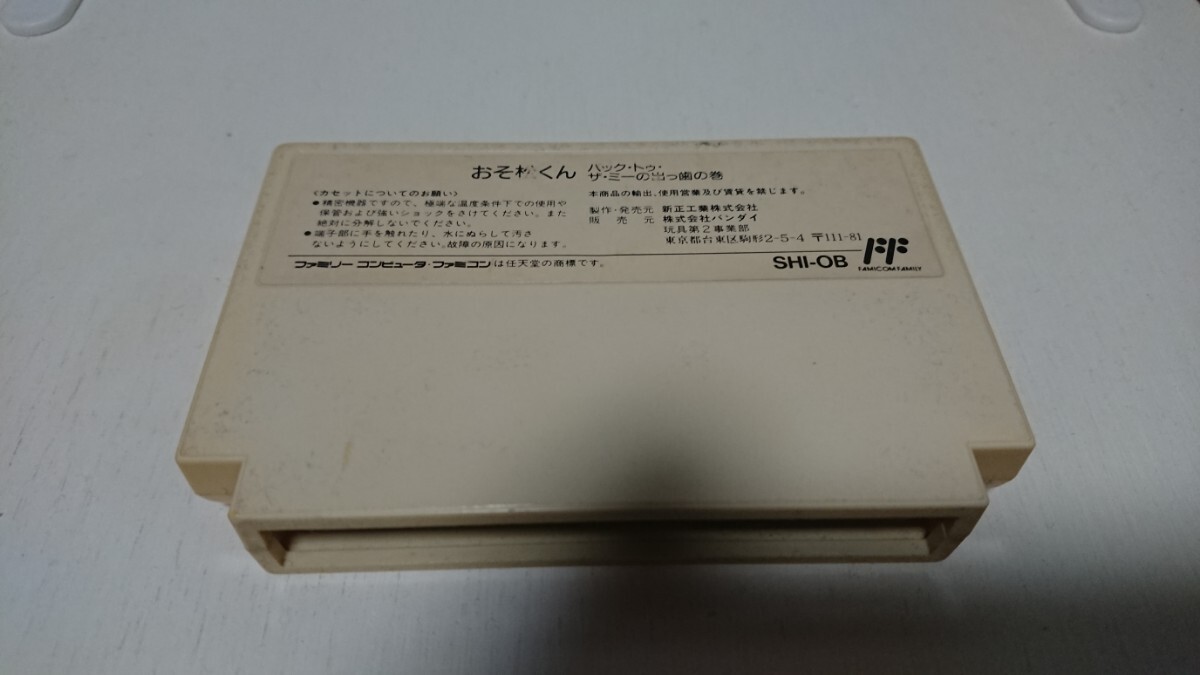 おそ松くん バック・トゥ・
ザ・ミーの出っ歯の巻
〈カセットについてのお願い〉
●精密機器ですので、極端な温度条件下での使用や
保管および強いショックをさけてください。また
絶対に分解しないでください。
●端子部に手を触れたり、水にぬらして汚さ
ないようにしてください。故障の原因になります。
本商品の輸出、使用営業及び賃貸を禁じます。
製作・発売元 新正工業株式会社
販売元 株式会社バンダイ
玩具第2事業部
東京都台東区駒形2-5-4 〒111-81
ファミリーコンピュータ・ファミコンは任天堂の商標です。
SHI-OB
FAMICOM FAMILY